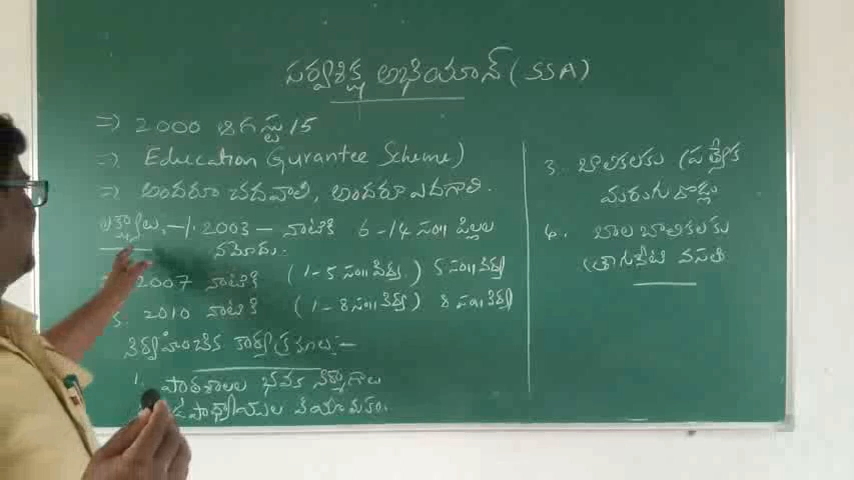 సర్వశిక్ష అభియాన్ (SSA)
=> 2000 ఆగస్టు 15
=> Education Gurantee Scheme)
=> అందరూ చదవాలి, అందరూ ఎదగాలి.
లక్ష్యాలు :- 1. 2003 – నాటికి 6 -14 సం॥ పిల్లల
నమోదు.
2007 నాటికి (1-5 సం॥ విద్య) 5 సం॥ విద్య
3. 2010 నాటికి (1-8 సం॥ విద్య) 8 సం॥ విద్య
నిర్వహించిన కార్యక్రమాలు:-
1. పాఠశాలల భవన నిర్మాణాలు
ఉపాధ్యాయుల నియామకం.
3. బాలికలకు ప్రత్యేక
మరుగుదొడ్లు
4. బాల బాలికలకు
త్రాగునీటి వసతి